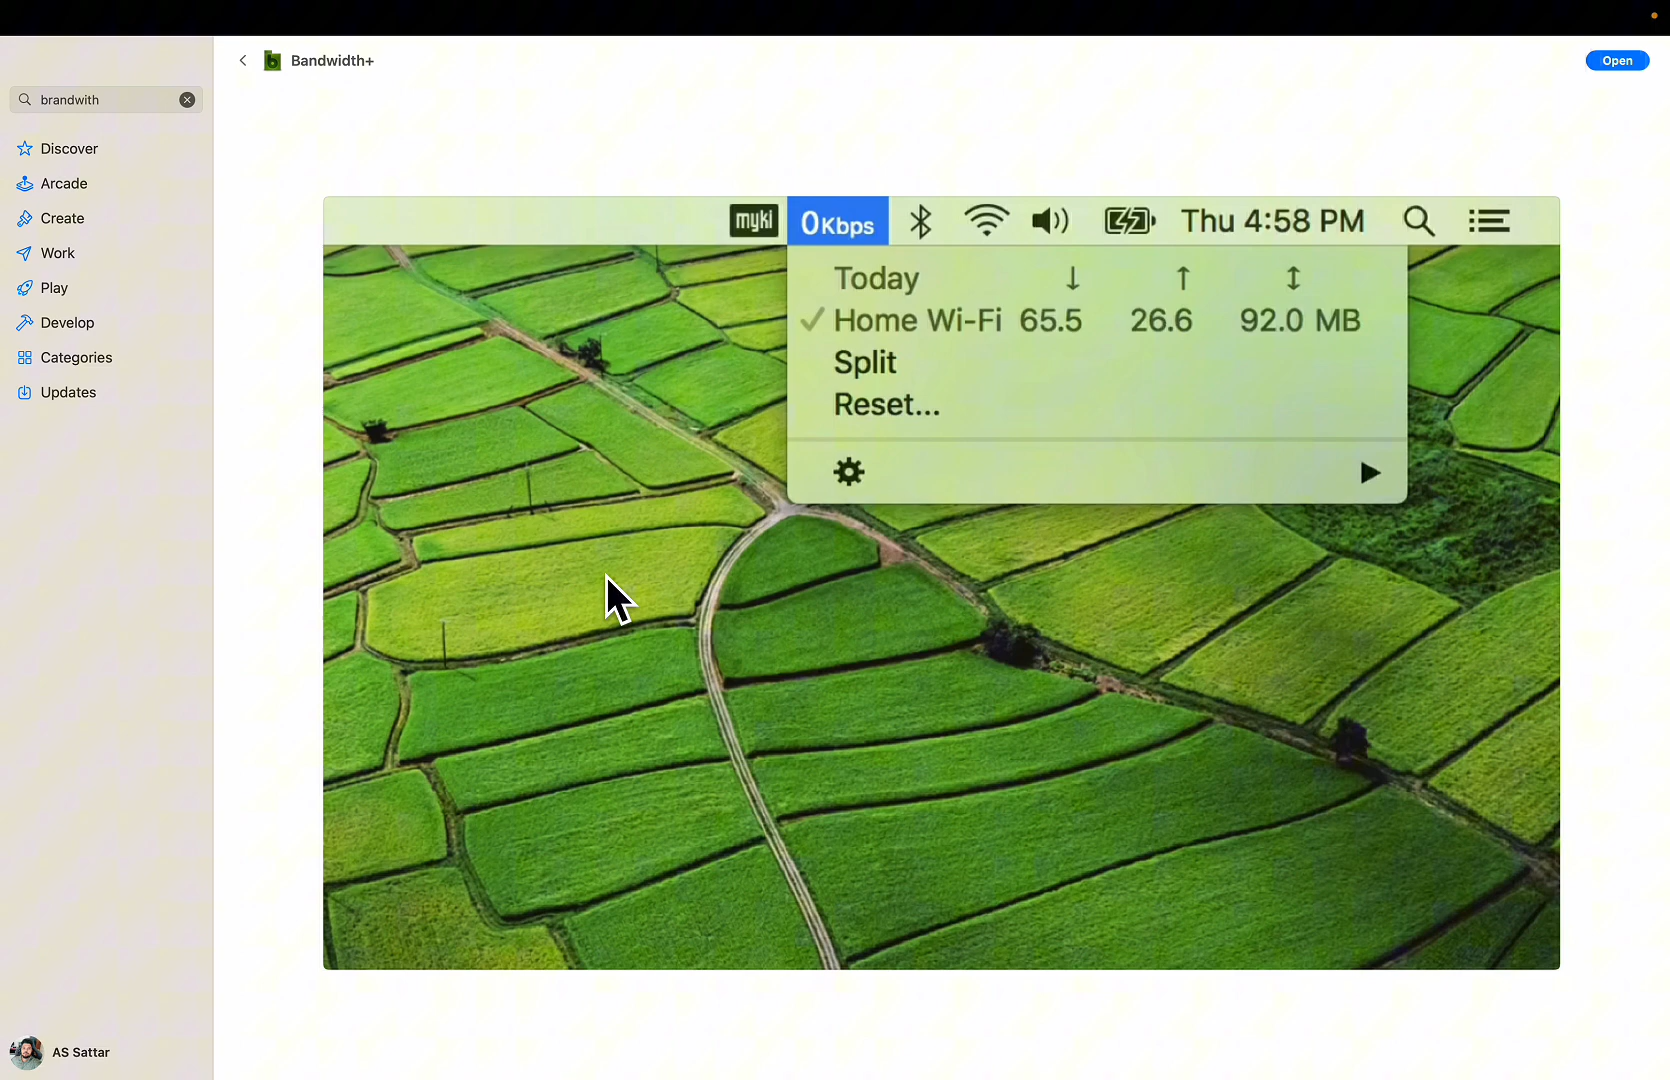 Bandwidth+
Open
brandwith
Discover
Arcade
Create
Work
Play
Develop
Categories
Updates
myki 0Kbps Thu 4:58 PM
Today ↓ ↑ ↕
✓ Home Wi-Fi 65.5 26.6 92.0 MB
Split
Reset...
AS Sattar